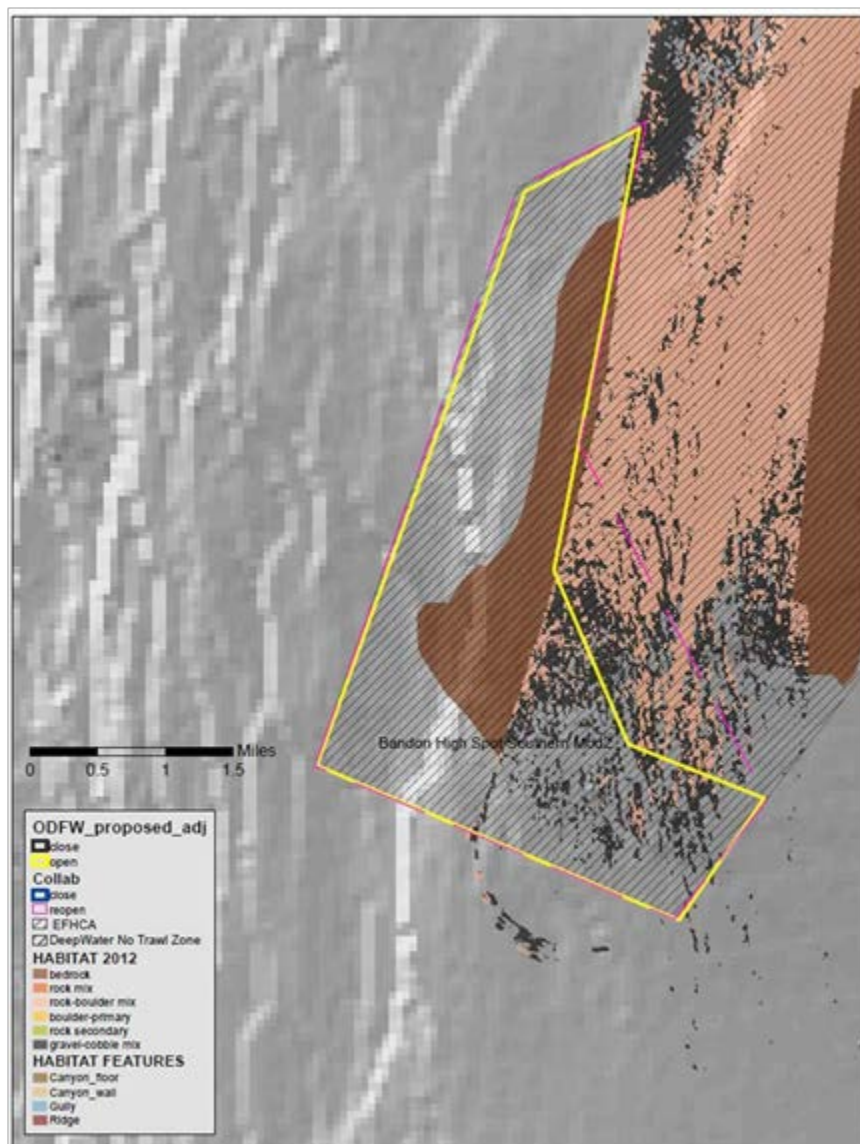 Bandon High Spot Southern Mod2
Miles
0 0.5 1 1.5
ODFW_proposed_adj
close
open
Collab
close
reopen
EFHCA
DeepWater No Trawl Zone
HABITAT 2012
bedrock
rock mix
rock-boulder mix
boulder-primary
rock secondary
gravel-cobble mix
HABITAT FEATURES
Canyon_floor
Canyon_wall
Gully
Ridge